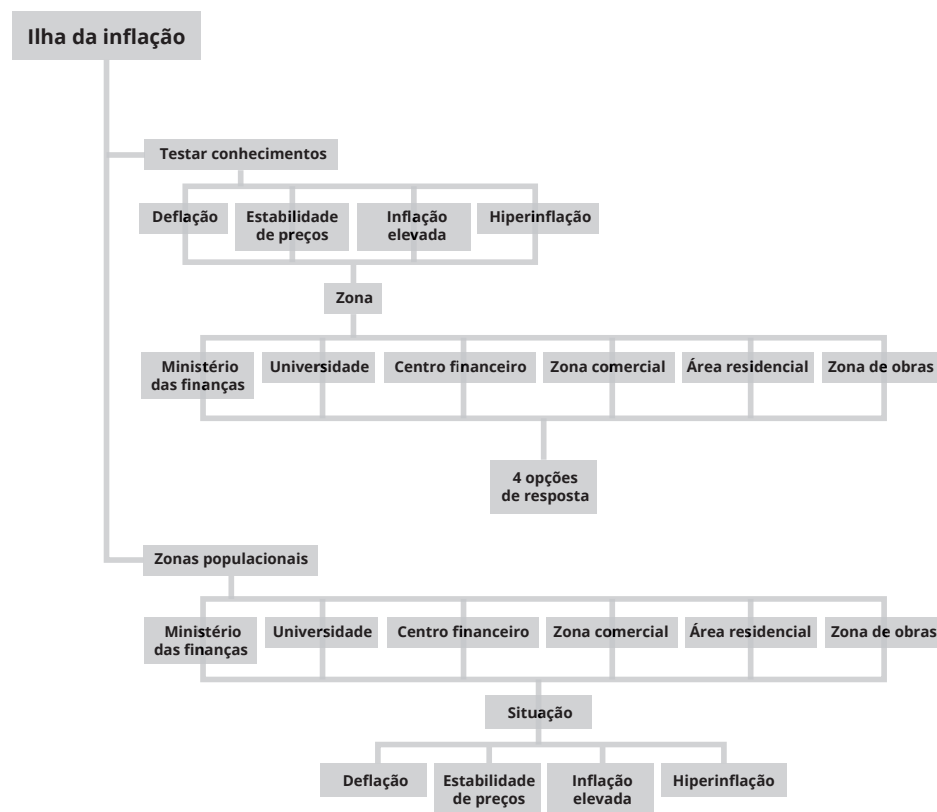 Ilha da inflação
Testar conhecimentos
Deflação
Estabilidade
de preços
Inflação
elevada
Hiperinflação
Zona
Ministério
das finanças
Universidade
Centro financeiro
Zona comercial
Área residencial
Zona de obras
4 opções
de resposta
Zonas populacionais
Ministério
das finanças
Universidade
Centro financeiro
Zona comercial
Área residencial
Zona de obras
Situação
Deflação
Estabilidade
de preços
Inflação
elevada
Hiperinflação